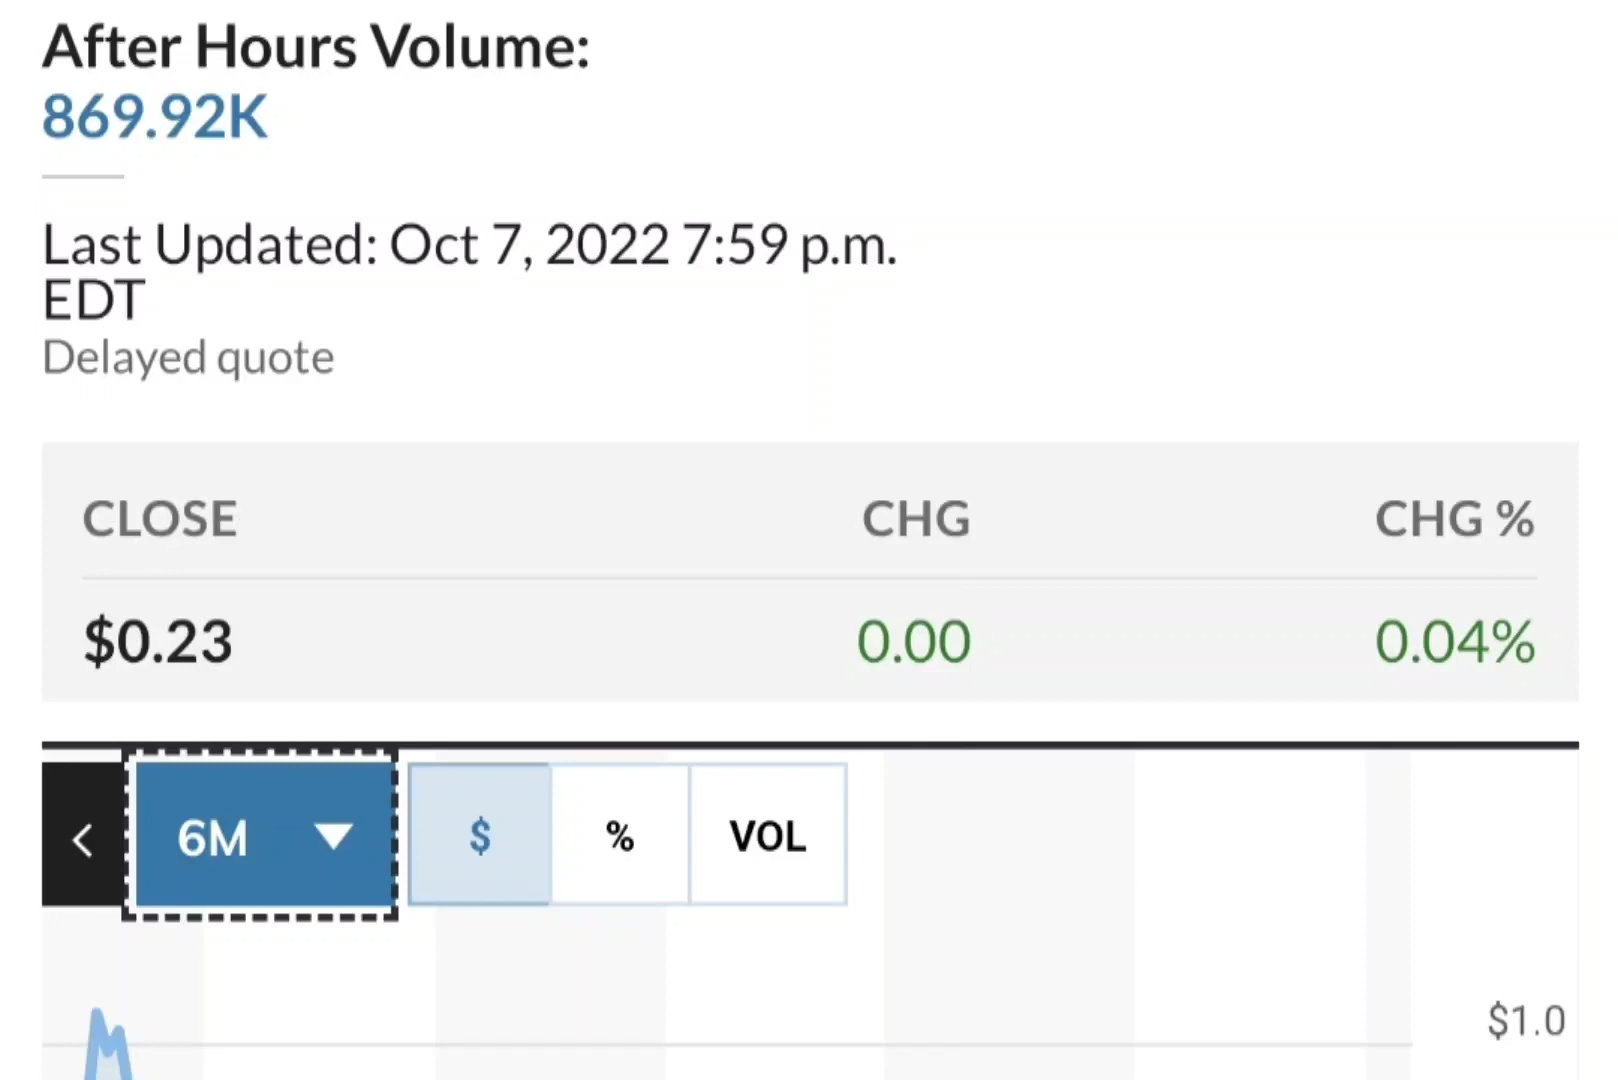 After Hours Volume:
869.92K
Last Updated: Oct 7, 2022 7:59 p.m.
EDT
Delayed quote
CLOSE CHG CHG %
$0.23 0.00 0.04%
6M $ % VOL
$1.0